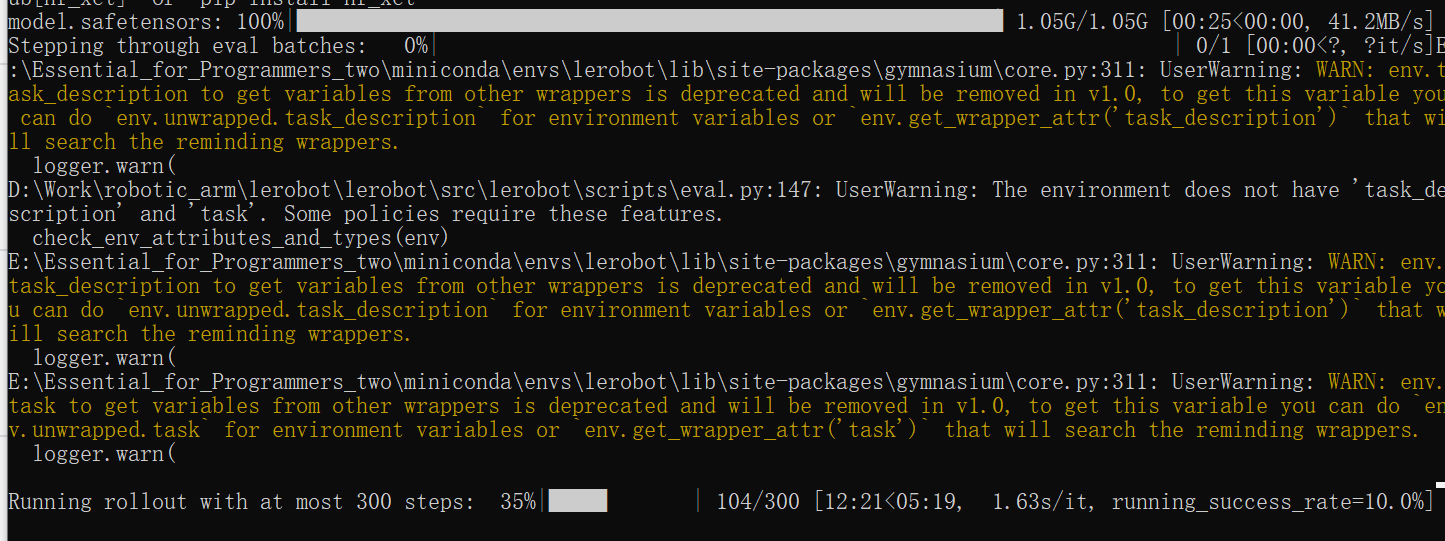 model.safetensors: 100%| 1.05G/1.05G [00:25<00:00, 41.2MB/s]
Stepping through eval batches:   0%| | 0/1 [00:00<?, ?it/s]E
:\Essential_for_Programmers_two\miniconda\envs\lerobot\lib\site-packages\gymnasium\core.py:311: UserWarning: WARN: env.t
ask_description to get variables from other wrappers is deprecated and will be removed in v1.0, to get this variable you
can do `env.unwrapped.task_description` for environment variables or `env.get_wrapper_attr('task_description')` that wi
ll search the reminding wrappers.
logger.warn(
D:\Work\robotic_arm\lerobot\lerobot\src\lerobot\scripts\eval.py:147: UserWarning: The environment does not have 'task_de
scription' and 'task'. Some policies require these features.
check_env_attributes_and_types(env)
E:\Essential_for_Programmers_two\miniconda\envs\lerobot\lib\site-packages\gymnasium\core.py:311: UserWarning: WARN: env.
task_description to get variables from other wrappers is deprecated and will be removed in v1.0, to get this variable yo
u can do `env.unwrapped.task_description` for environment variables or `env.get_wrapper_attr('task_description')` that w
ill search the reminding wrappers.
logger.warn(
E:\Essential_for_Programmers_two\miniconda\envs\lerobot\lib\site-packages\gymnasium\core.py:311: UserWarning: WARN: env.
task to get variables from other wrappers is deprecated and will be removed in v1.0, to get this variable you can do `en
v.unwrapped.task` for environment variables or `env.get_wrapper_attr('task')` that will search the reminding wrappers.
logger.warn(
Running rollout with at most 300 steps:  35%| | 104/300 [12:21<05:19,  1.63s/it, running_success_rate=10.0%]